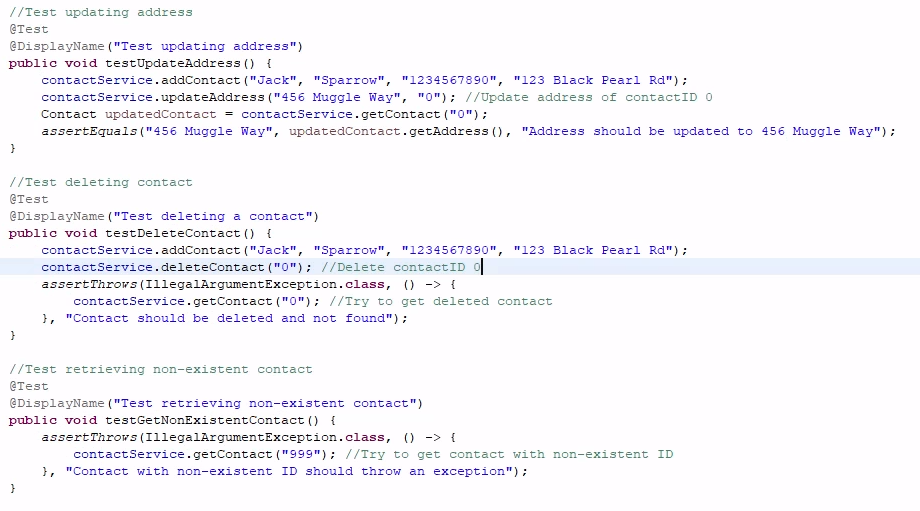 //Test updating address
@Test
@DisplayName("Test updating address")
public void testUpdateAddress() {
    contactService.addContact("Jack", "Sparrow", "1234567890", "123 Black Pearl Rd");
    contactService.updateAddress("456 Muggle Way", "0"); //Update address of contactID 0
    Contact updatedContact = contactService.getContact("0");
    assertEquals("456 Muggle Way", updatedContact.getAddress(), "Address should be updated to 456 Muggle Way");
}

//Test deleting contact
@Test
@DisplayName("Test deleting a contact")
public void testDeleteContact() {
    contactService.addContact("Jack", "Sparrow", "1234567890", "123 Black Pearl Rd");
    contactService.deleteContact("0"); //Delete contactID 0
    assertThrows(IllegalArgumentException.class, () -> {
        contactService.getContact("0"); //Try to get deleted contact
    }, "Contact should be deleted and not found");
}

//Test retrieving non-existent contact
@Test
@DisplayName("Test retrieving non-existent contact")
public void testGetNonExistentContact() {
    assertThrows(IllegalArgumentException.class, () -> {
        contactService.getContact("999"); //Try to get contact with non-existent ID
    }, "Contact with non-existent ID should throw an exception");
}